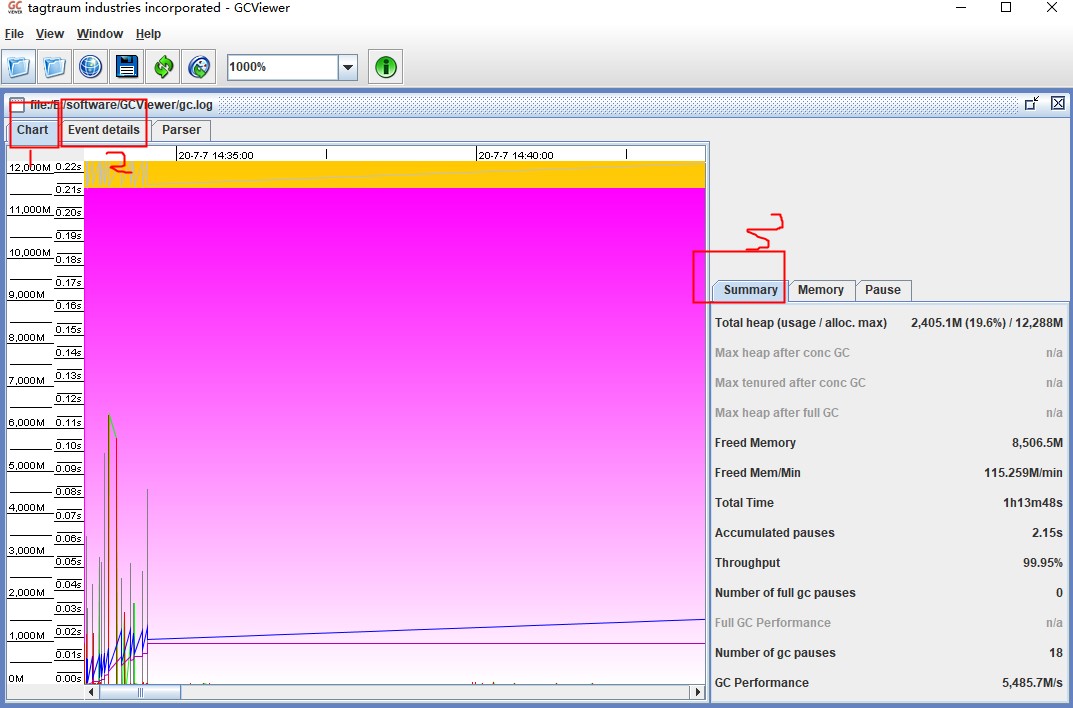 GC
VIEWER
tagtraum industries incorporated - GCViewer
File View Window Help
1000%
file:/E/software/GCViewer/gc.log
Chart Event details Parser
1 2
20-7-7 14:35:00 20-7-7 14:40:00
12,000M 0.22s
0.21s
11,000M 0.20s
0.19s
10,000M 0.18s
0.17s
9,000M 0.16s
0.15s
8,000M 0.14s
0.13s
7,000M 0.12s
6,000M 0.11s
0.10s
5,000M 0.09s
0.08s
4,000M 0.07s
0.06s
3,000M 0.05s
0.04s
2,000M 0.03s
1,000M 0.02s
0.01s
0M 0.00s
3
Summary Memory Pause
Total heap (usage / alloc. max) 2,405.1M (19.6%) / 12,288M
Max heap after conc GC n/a
Max tenured after conc GC n/a
Max heap after full GC n/a
Freed Memory 8,506.5M
Freed Mem/Min 115.259M/min
Total Time 1h13m48s
Accumulated pauses 2.15s
Throughput 99.95%
Number of full gc pauses 0
Full GC Performance n/a
Number of gc pauses 18
GC Performance 5,485.7M/s